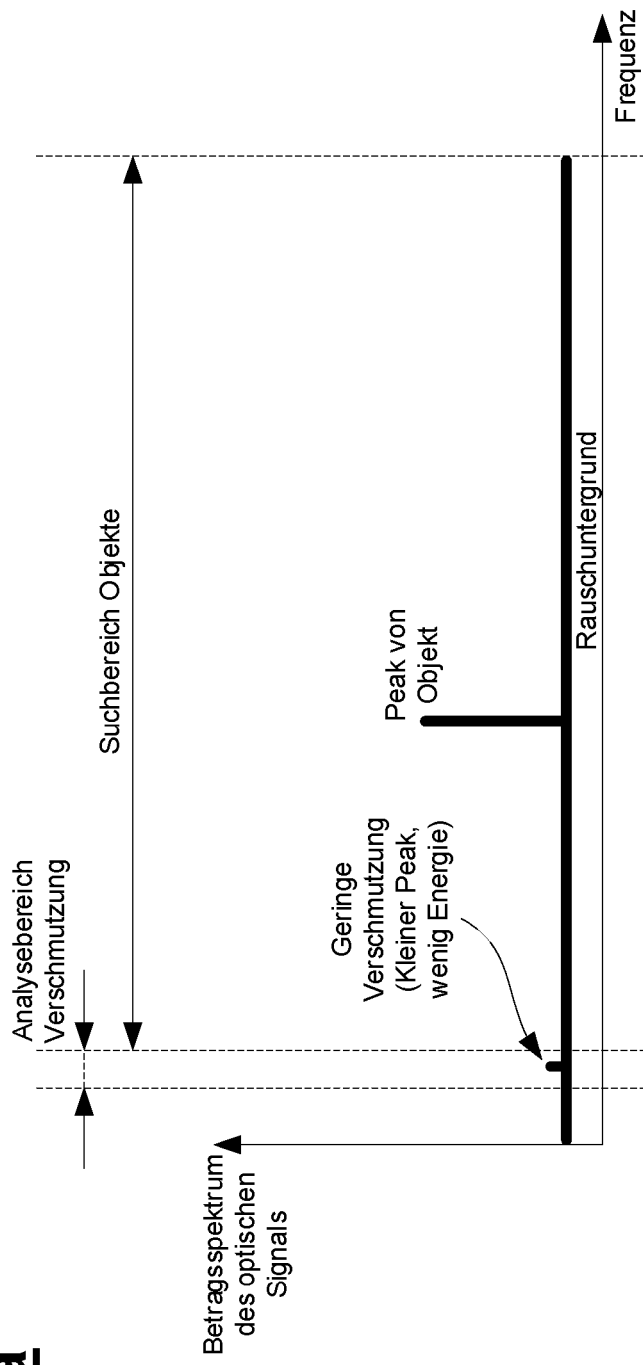 Analysebereich
Verschmutzung
Suchbereich Objekte
Betragsspektrum
des optischen
Signals
Geringe
Verschmutzung
(Kleiner Peak,
wenig Energie)
Peak von
Objekt
Rauschuntergrund
Frequenz